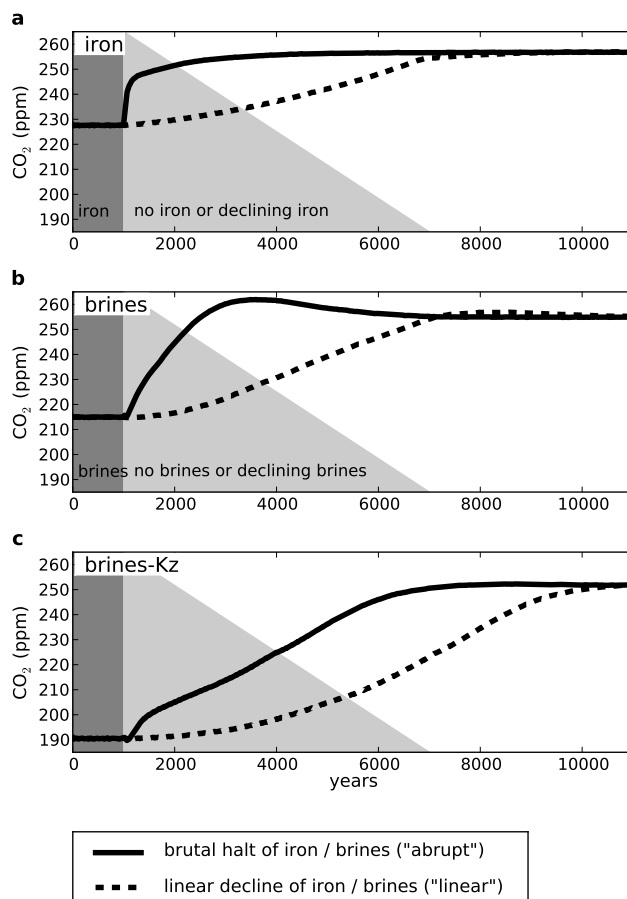 a
iron
260
250
240
230
220
210
200
190
CO2 (ppm)
iron no iron or declining iron
0 2000 4000 6000 8000 10000
b
brines
260
250
240
230
220
210
200
190
CO2 (ppm)
brines no brines or declining brines
0 2000 4000 6000 8000 10000
c
brines-Kz
260
250
240
230
220
210
200
190
CO2 (ppm)
0 2000 4000 6000 8000 10000
years
brutal halt of iron / brines ("abrupt")
linear decline of iron / brines ("linear")